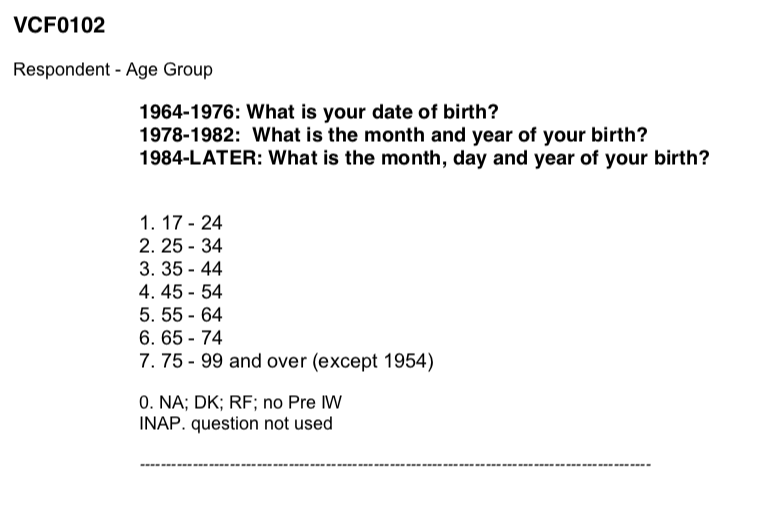 VCF0102
Respondent - Age Group
1964-1976: What is your date of birth?
1978-1982:  What is the month and year of your birth?
1984-LATER: What is the month, day and year of your birth?
1. 17 - 24
2. 25 - 34
3. 35 - 44
4. 45 - 54
5. 55 - 64
6. 65 - 74
7. 75 - 99 and over (except 1954)
0. NA; DK; RF; no Pre IW
INAP. question not used